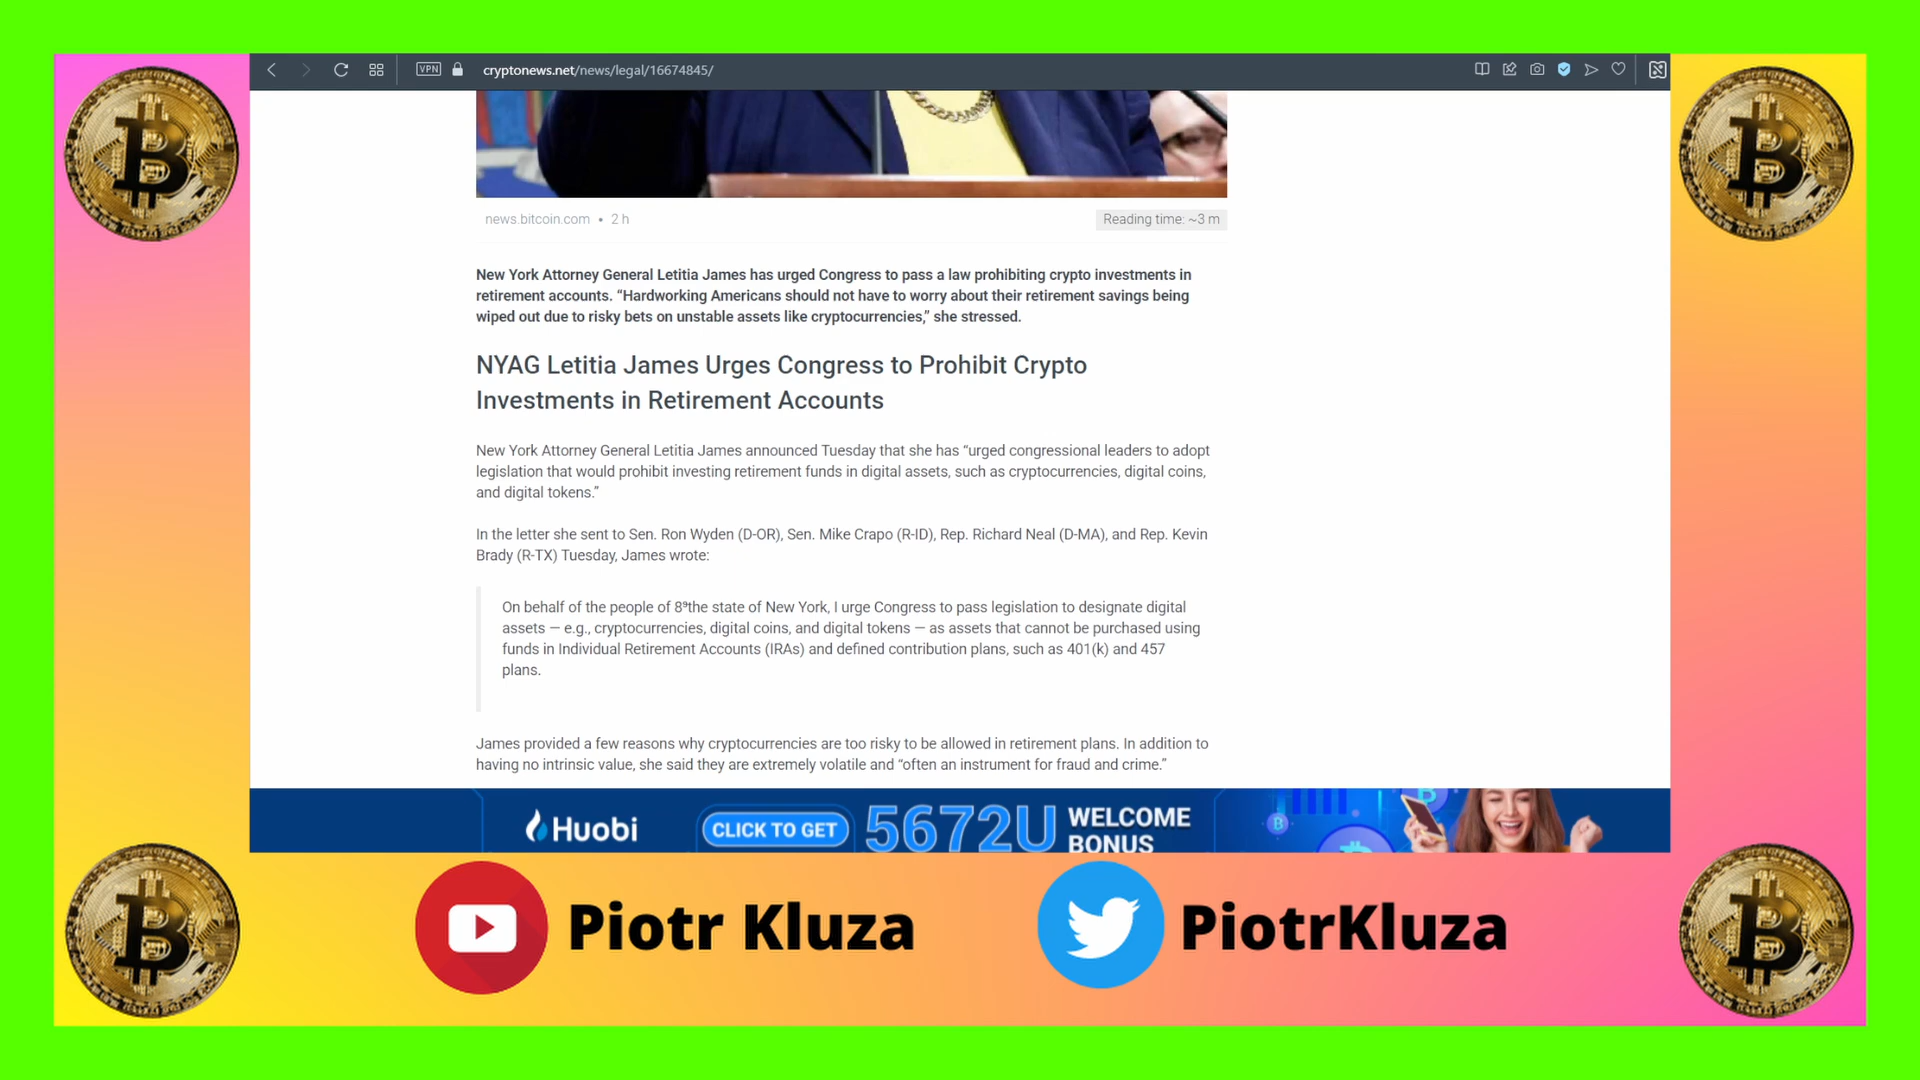 VPN cryptonews.net/news/legal/16674845/
news.bitcoin.com • 2 h
Reading time: ~3 m
New York Attorney General Letitia James has urged Congress to pass a law prohibiting crypto investments in
retirement accounts. “Hardworking Americans should not have to worry about their retirement savings being
wiped out due to risky bets on unstable assets like cryptocurrencies,” she stressed.
NYAG Letitia James Urges Congress to Prohibit Crypto
Investments in Retirement Accounts
New York Attorney General Letitia James announced Tuesday that she has “urged congressional leaders to adopt
legislation that would prohibit investing retirement funds in digital assets, such as cryptocurrencies, digital coins,
and digital tokens.”
In the letter she sent to Sen. Ron Wyden (D-OR), Sen. Mike Crapo (R-ID), Rep. Richard Neal (D-MA), and Rep. Kevin
Brady (R-TX) Tuesday, James wrote:
On behalf of the people of 8⁹the state of New York, I urge Congress to pass legislation to designate digital
assets — e.g., cryptocurrencies, digital coins, and digital tokens — as assets that cannot be purchased using
funds in Individual Retirement Accounts (IRAs) and defined contribution plans, such as 401(k) and 457
plans.
James provided a few reasons why cryptocurrencies are too risky to be allowed in retirement plans. In addition to
having no intrinsic value, she said they are extremely volatile and “often an instrument for fraud and crime.”
Huobi
CLICK TO GET
5672U
WELCOME
BONUS
Piotr Kluza
PiotrKluza